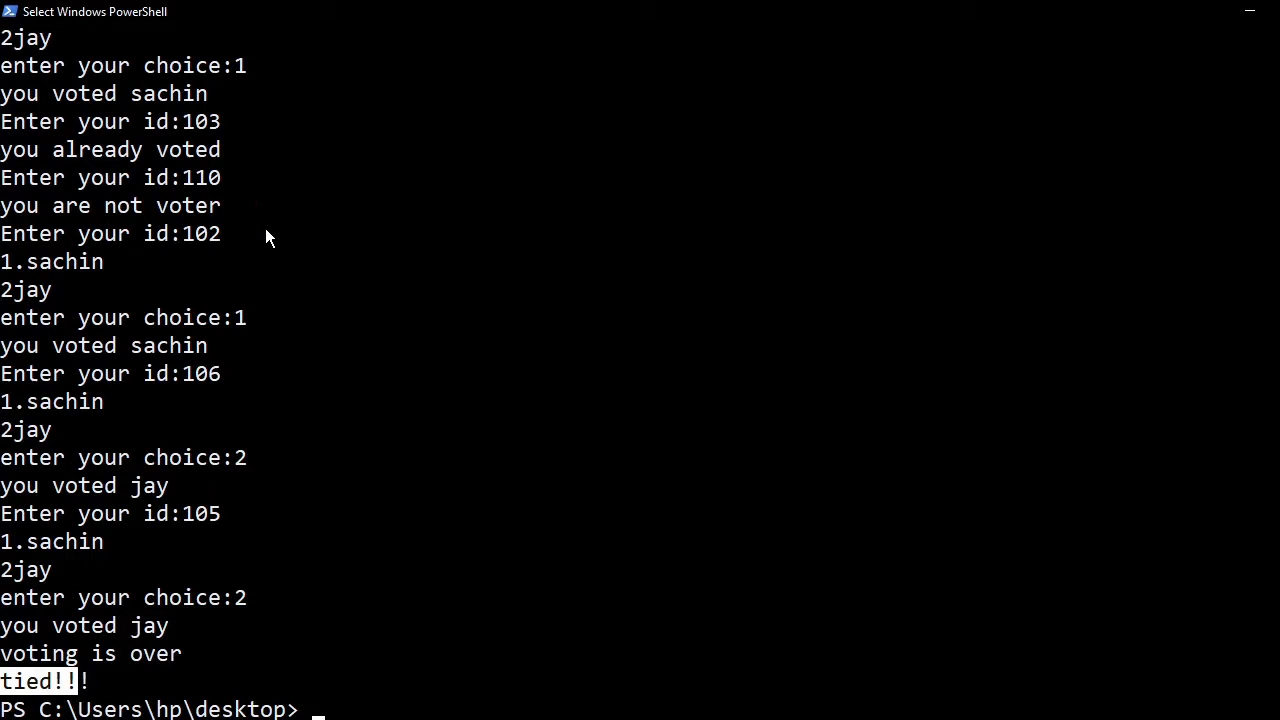 Select Windows PowerShell
2jay
enter your choice:1
you voted sachin
Enter your id:103
you already voted
Enter your id:110
you are not voter
Enter your id:102
1.sachin
2jay
enter your choice:1
you voted sachin
Enter your id:106
1.sachin
2jay
enter your choice:2
you voted jay
Enter your id:105
1.sachin
2jay
enter your choice:2
you voted jay
voting is over
tied!!!
PS C:\Users\hp\desktop>